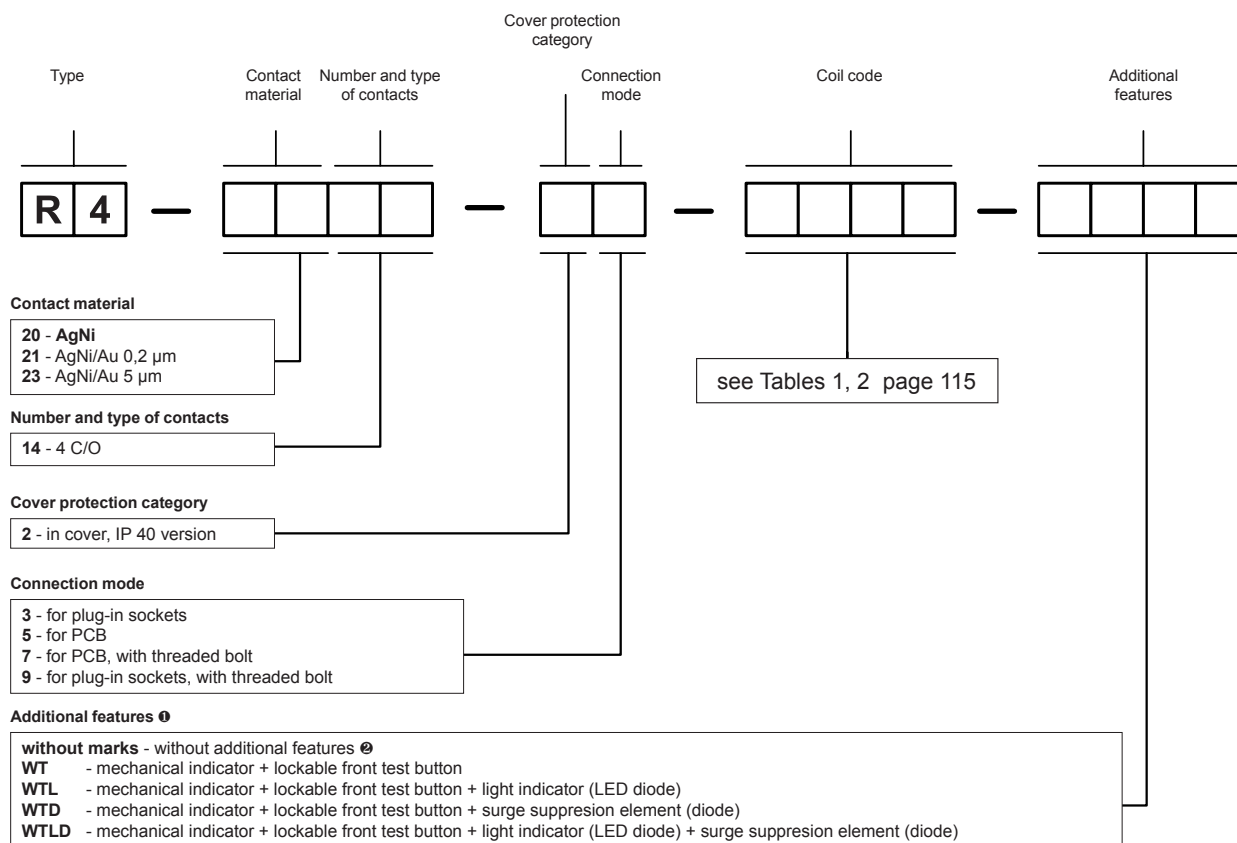 Cover protection
category
Type
Contact
material
Number and type
of contacts
Connection
mode
Coil code
Additional
features
R 4 — — — —
Contact material
20 - AgNi
21 - AgNi/Au 0,2 µm
23 - AgNi/Au 5 µm
see Tables 1, 2 page 115
Number and type of contacts
14 - 4 C/O
Cover protection category
2 - in cover, IP 40 version
Connection mode
3 - for plug-in sockets
5 - for PCB
7 - for PCB, with threaded bolt
9 - for plug-in sockets, with threaded bolt
Additional features ❶
without marks - without additional features ❷
WT - mechanical indicator + lockable front test button
WTL - mechanical indicator + lockable front test button + light indicator (LED diode)
WTD - mechanical indicator + lockable front test button + surge suppresion element (diode)
WTLD - mechanical indicator + lockable front test button + light indicator (LED diode) + surge suppresion element (diode)